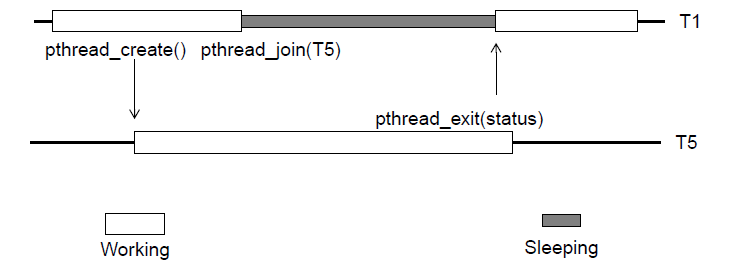 T1
pthread_create() pthread_join(T5)
pthread_exit(status)
T5
Working
Sleeping